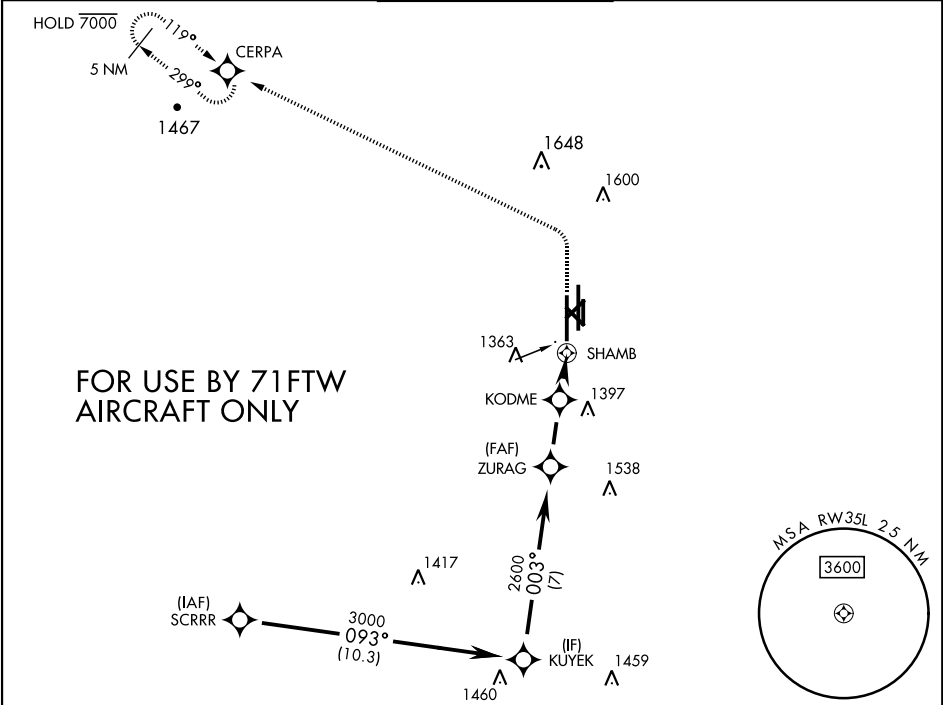 HOLD 7000
119°
CERPA
5 NM
299°
1467
1648
1600
1363
SHAMB
FOR USE BY 71FTW
AIRCRAFT ONLY
KODME
1397
(FAF)
ZURAG
1538
MSA RW35L 25 NM
3600
1417
2600
003°
(7)
(IAF)
SCRRR
3000
093°
(10.3)
(IF)
KUYEK
1459
1460